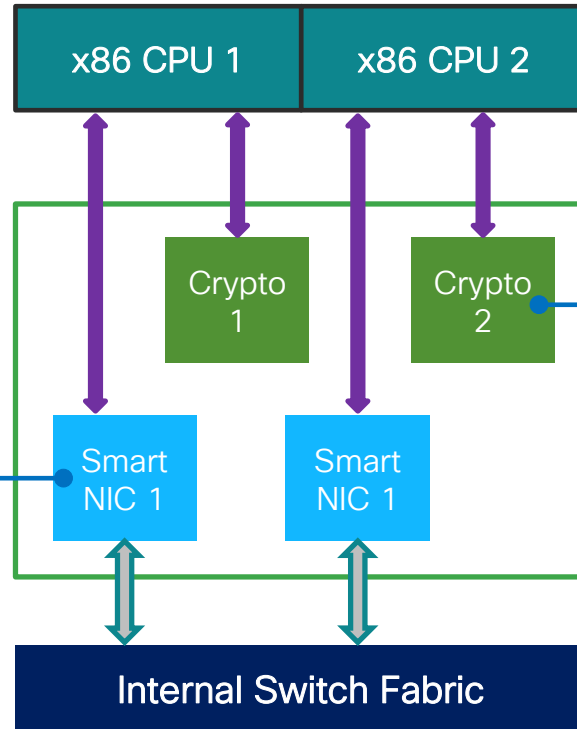 x86 CPU 1
x86 CPU 2
Crypto
1
Crypto
2
Smart
NIC 1
Smart
NIC 1
Internal Switch Fabric